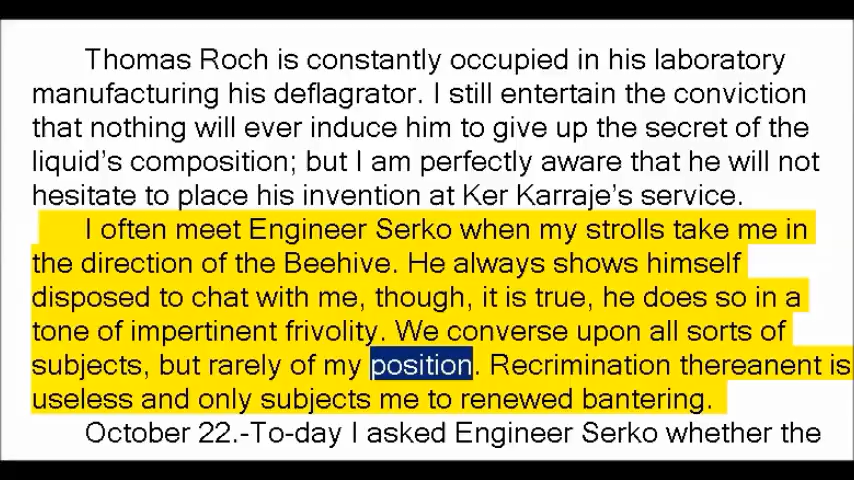 Thomas Roch is constantly occupied in his laboratory
manufacturing his deflagrator. I still entertain the conviction
that nothing will ever induce him to give up the secret of the
liquid's composition; but I am perfectly aware that he will not
hesitate to place his invention at Ker Karraje's service.
I often meet Engineer Serko when my strolls take me in
the direction of the Beehive. He always shows himself
disposed to chat with me, though, it is true, he does so in a
tone of impertinent frivolity. We converse upon all sorts of
subjects, but rarely of my position. Recrimination thereanent is
useless and only subjects me to renewed bantering.
October 22.-To-day I asked Engineer Serko whether the